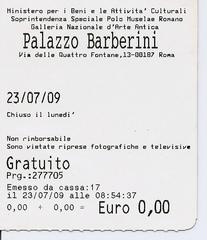 Ministero per i Beni e le Attivita' Culturali
Soprintendenza Speciale Polo Museale Romano
Galleria Nazionale d'Arte Antica
Palazzo Barberini
Via delle Quattro Fontane,13-00187 Roma
23/07/09
Chiuso il lunedi'
Non rimborsabile
Sono vietate riprese fotografiche e televisive
Gratuito
Prg.:277705
Emesso da cassa:17
il 23/07/09 alle 08:54:37
0,00 + 0,00 = Euro 0,00